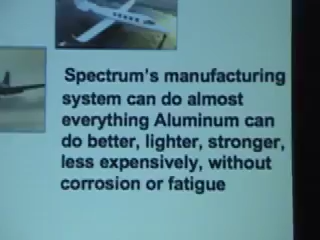 Spectrum's manufacturing
system can do almost
everything Aluminum can
do better, lighter, stronger,
less expensively, without
corrosion or fatigue